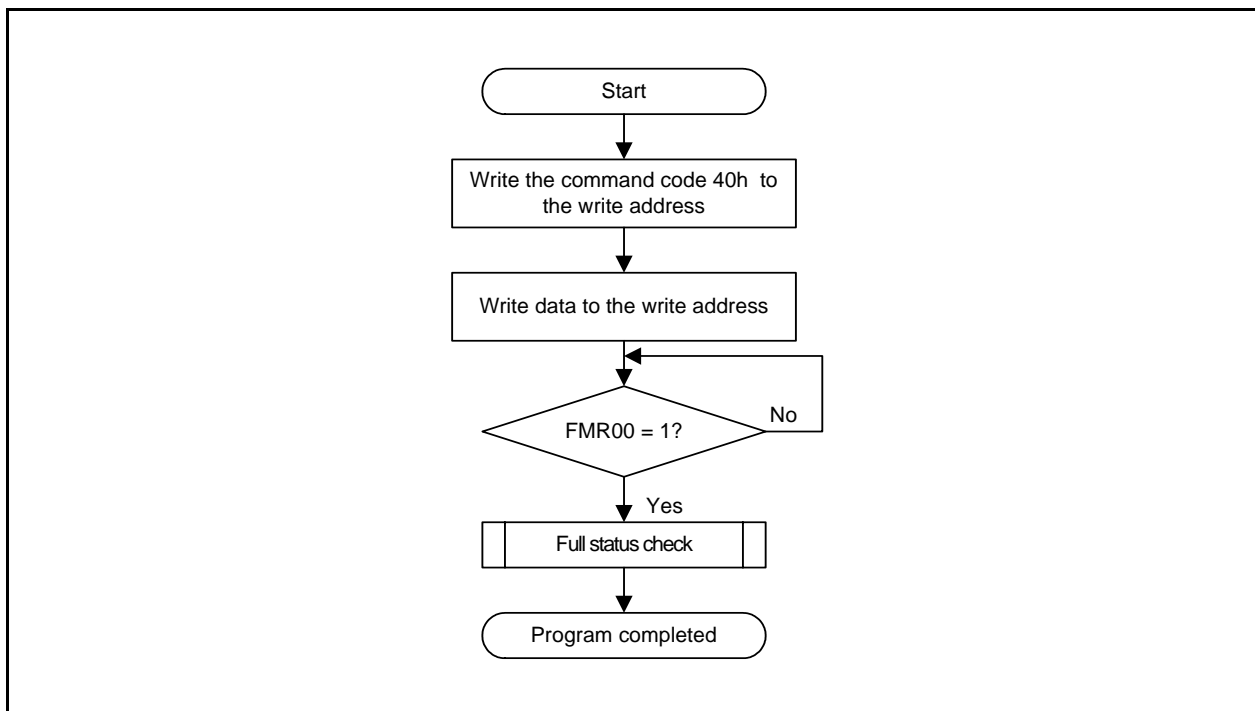 Start
Write the command code 40h to
the write address
Write data to the write address
FMR00 = 1?
No
Yes
Full status check
Program completed